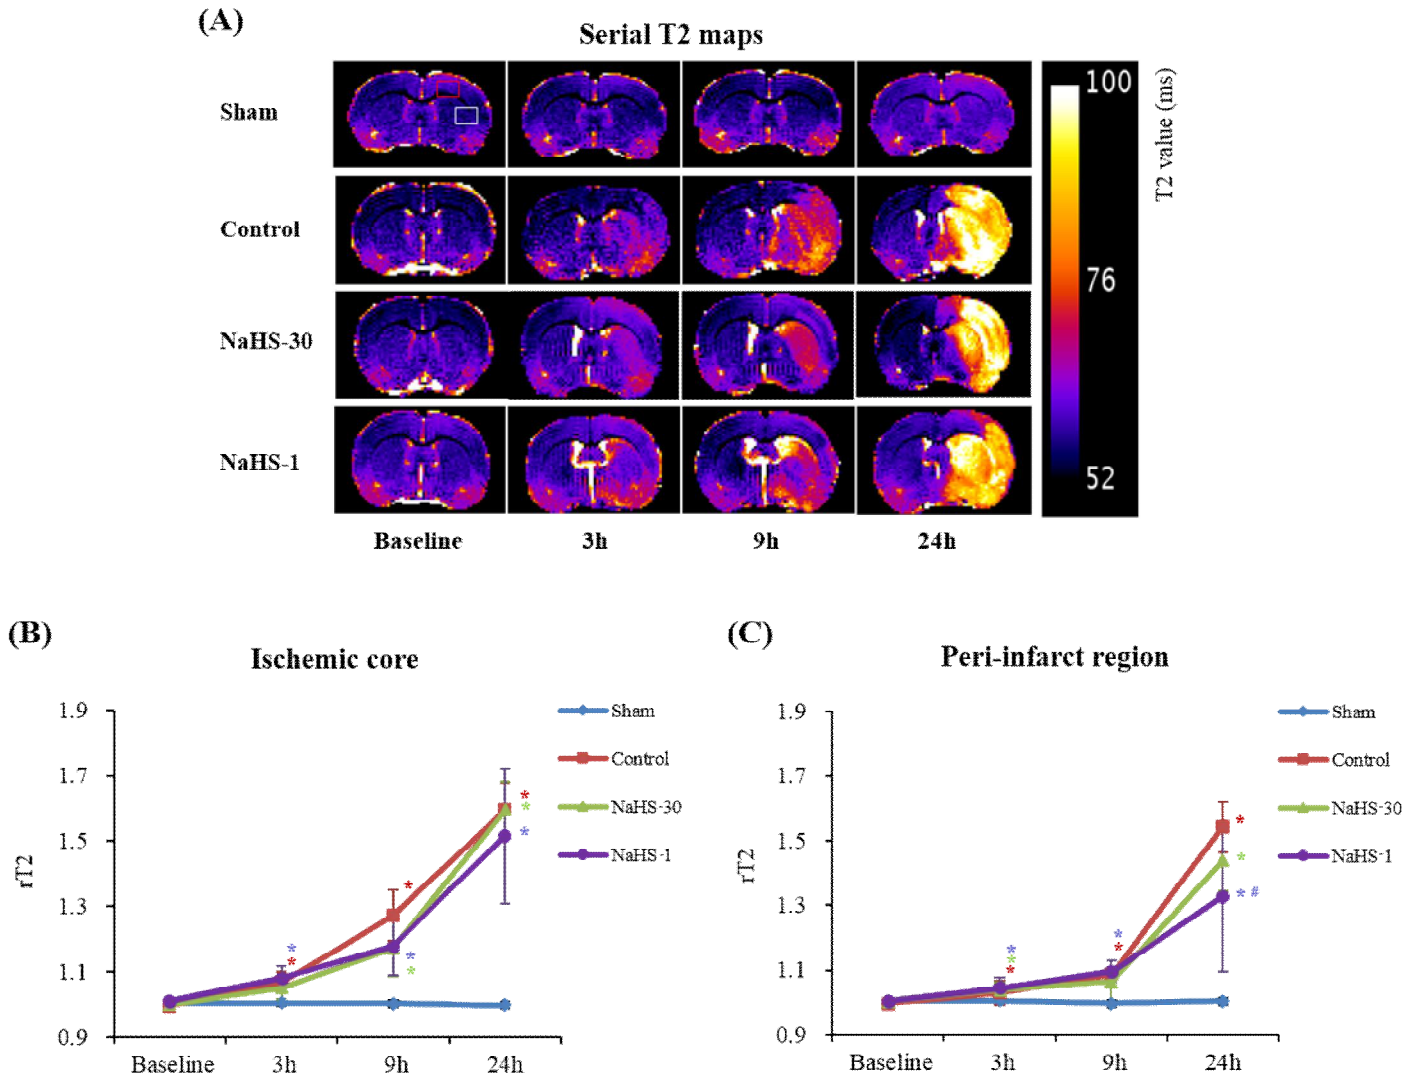 (A)
Serial T2 maps
Sham
Control
NaHS-30
NaHS-1
Baseline 3h 9h 24h
100
76
52
T2 value (ms)
(B)
Ischemic core
rT2
1.9
1.7
1.5
1.3
1.1
0.9
Baseline 3h 9h 24h
* * * * * * * *
Sham
Control
NaHS-30
NaHS-1
(C)
Peri-infarct region
rT2
1.9
1.7
1.5
1.3
1.1
0.9
Baseline 3h 9h 24h
* * * * * * * * #
Sham
Control
NaHS-30
NaHS-1